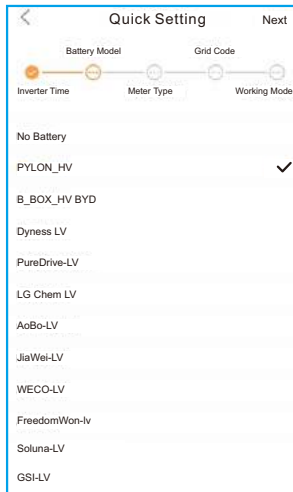 Quick Setting Next
Battery Model Grid Code
Inverter Time Meter Type Working Mode
No Battery
PYLON_HV
B_BOX_HV BYD
Dyness LV
PureDrive-LV
LG Chem LV
AoBo-LV
JiaWei-LV
WECO-LV
FreedomWon-lv
Soluna-LV
GSI-LV